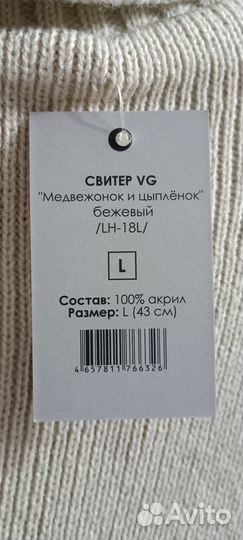 СВИТЕР VG
"Медвежонок и цыплёнок"
бежевый
/LH-18L/
L
Состав: 100% акрил
Размер: L (43 см)
4 657811 766326
Avito